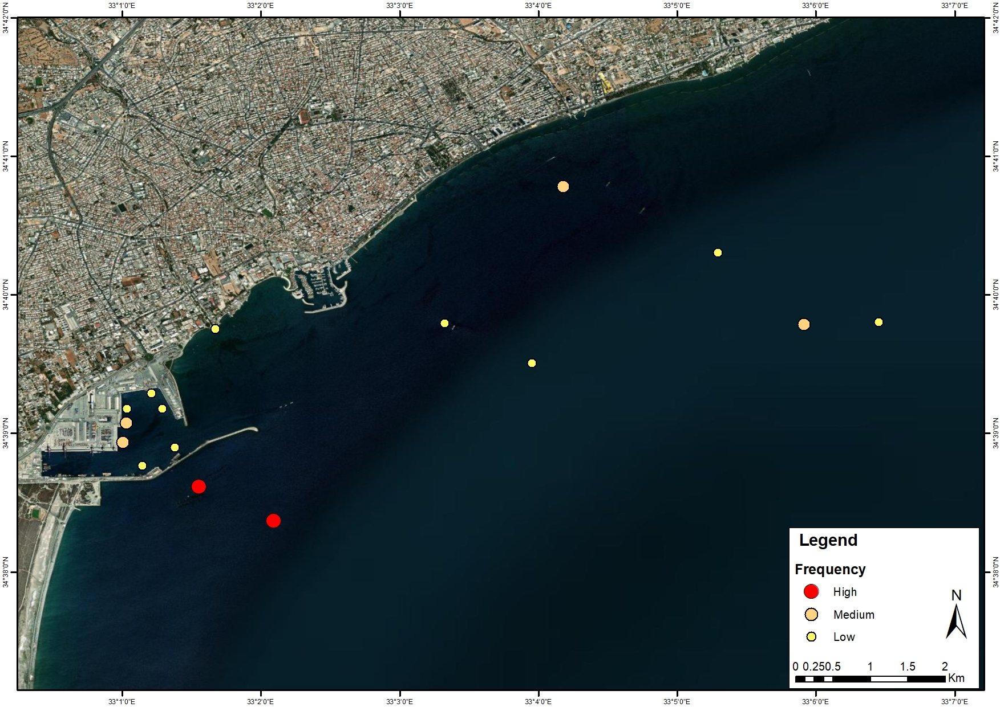 33°1'0"E 33°2'0"E 33°3'0"E 33°4'0"E 33°5'0"E 33°6'0"E 33°7'0"E
34°42'0"N 34°42'0"N
34°41'0"N 34°41'0"N
34°40'0"N 34°40'0"N
34°39'0"N 34°39'0"N
34°38'0"N 34°38'0"N
Legend
Frequency
High
Medium
Low
N
0 0.25 0.5 1 1.5 2
Km
33°1'0"E 33°2'0"E 33°3'0"E 33°4'0"E 33°5'0"E 33°6'0"E 33°7'0"E